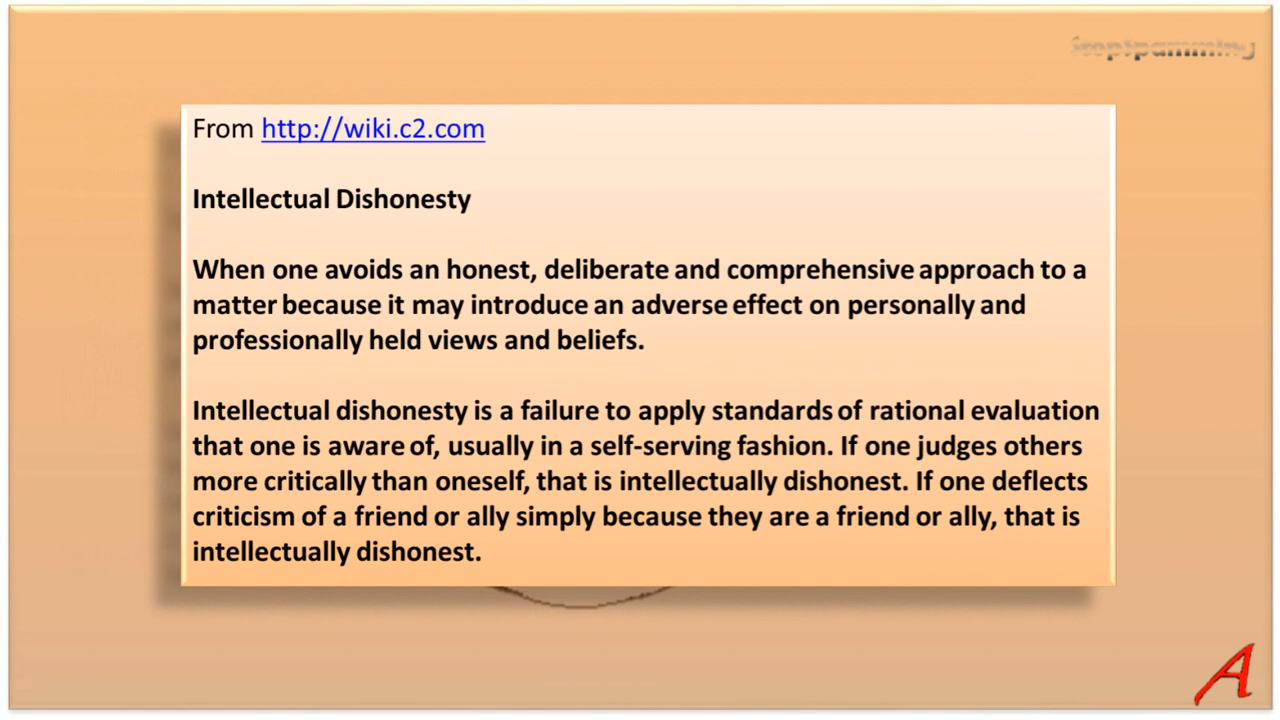 StopSpamming
From http://wiki.c2.com
Intellectual Dishonesty
When one avoids an honest, deliberate and comprehensive approach to a
matter because it may introduce an adverse effect on personally and
professionally held views and beliefs.
Intellectual dishonesty is a failure to apply standards of rational evaluation
that one is aware of, usually in a self-serving fashion. If one judges others
more critically than oneself, that is intellectually dishonest. If one deflects
criticism of a friend or ally simply because they are a friend or ally, that is
intellectually dishonest.
A